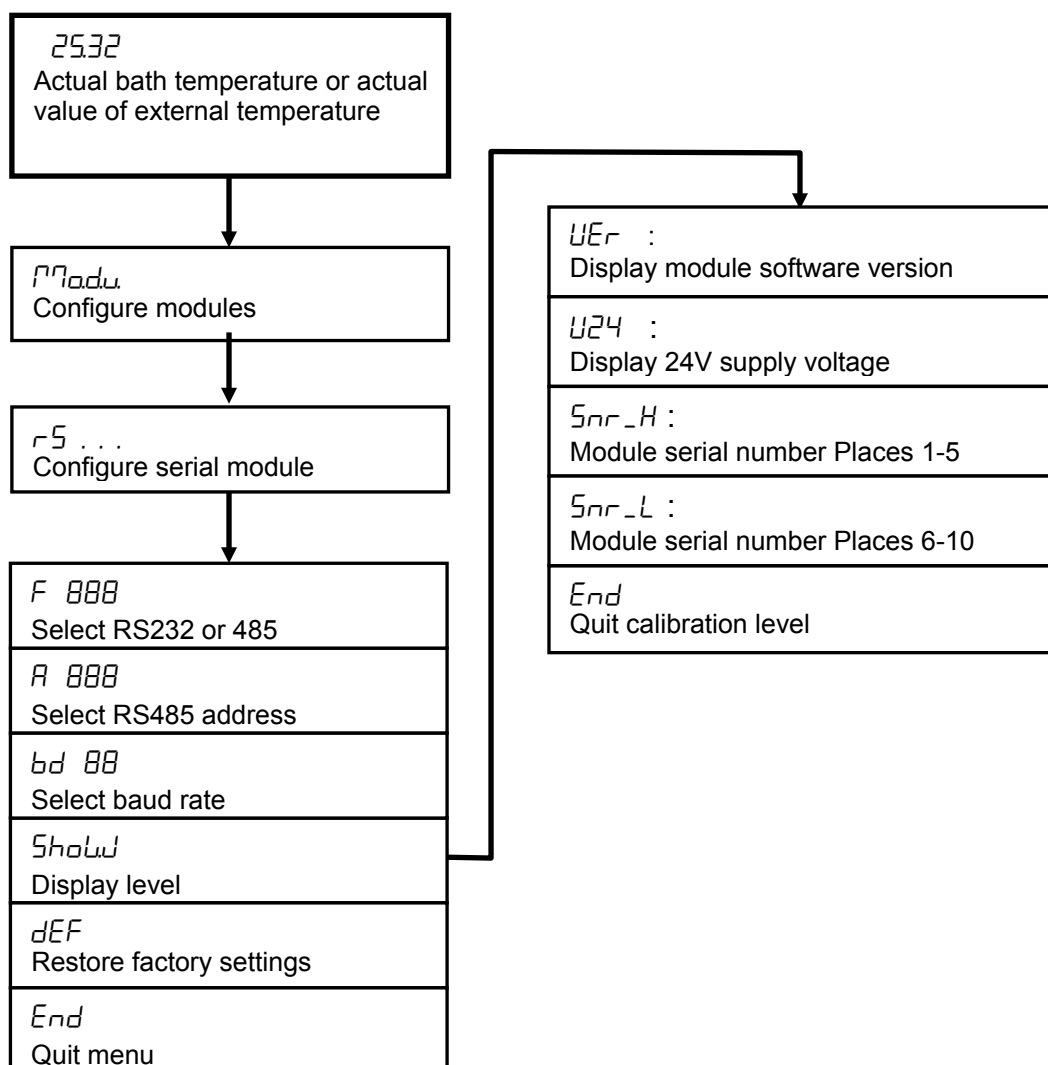 25.32
Actual bath temperature or actual
value of external temperature
Mo.d.u.
Configure modules
rS . . .
Configure serial module
F 888
Select RS232 or 485
A 888
Select RS485 address
bd 88
Select baud rate
ShoW
Display level
dEF
Restore factory settings
End
Quit menu
UEr :
Display module software version
U24 :
Display 24V supply voltage
Snr_H :
Module serial number Places 1-5
Snr_L :
Module serial number Places 6-10
End
Quit calibration level